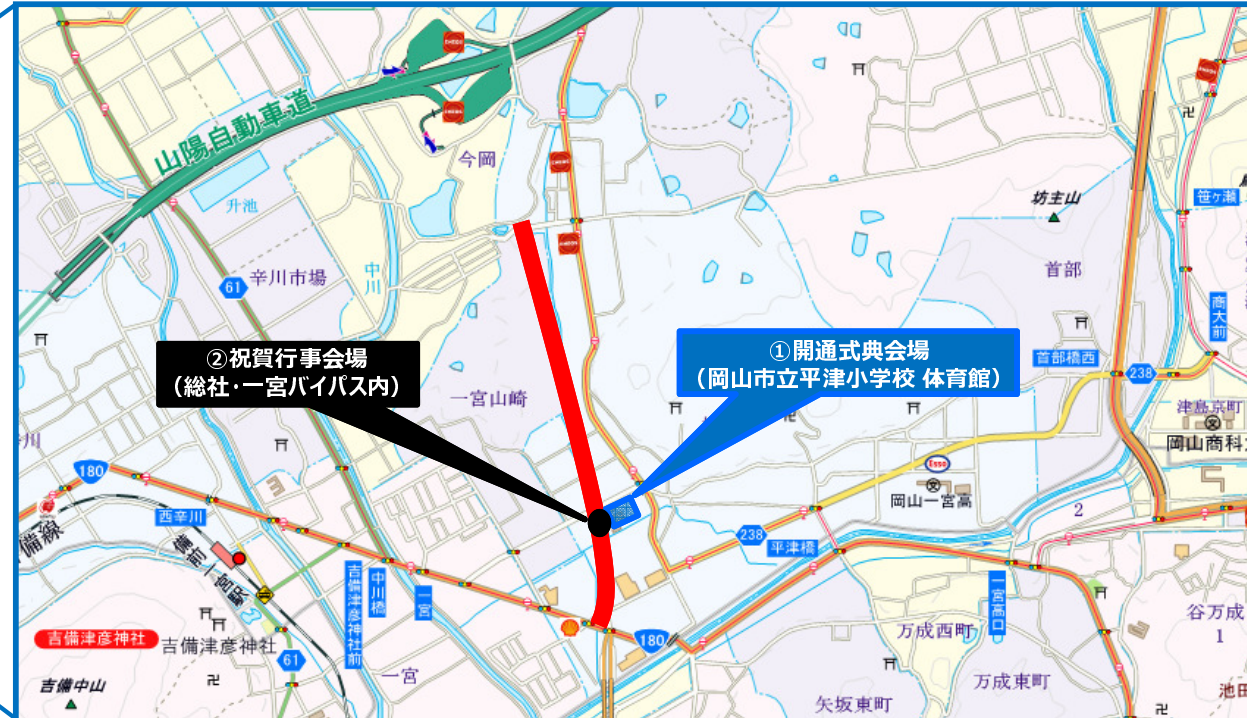 山陽自動車道
今岡
升池
坊主山
笹ヶ瀬
中川
61
辛川市場
首部
商大前
②祝賀行事会場
（総社・一宮バイパス内）
①開通式典会場
（岡山市立平津小学校 体育館）
首部橋西
238
一宮山崎
津島京町
岡山商科
180
Esso
岡山一宮高
西辛川
2
備線
備前一宮駅
238
平津橋
吉備津彦神社前
中川橋
一宮
一宮高口
谷万成
1
吉備津彦神社
吉備津彦神社
180
万成西町
61
一宮
吉備中山
万成東町
矢坂東町
池田